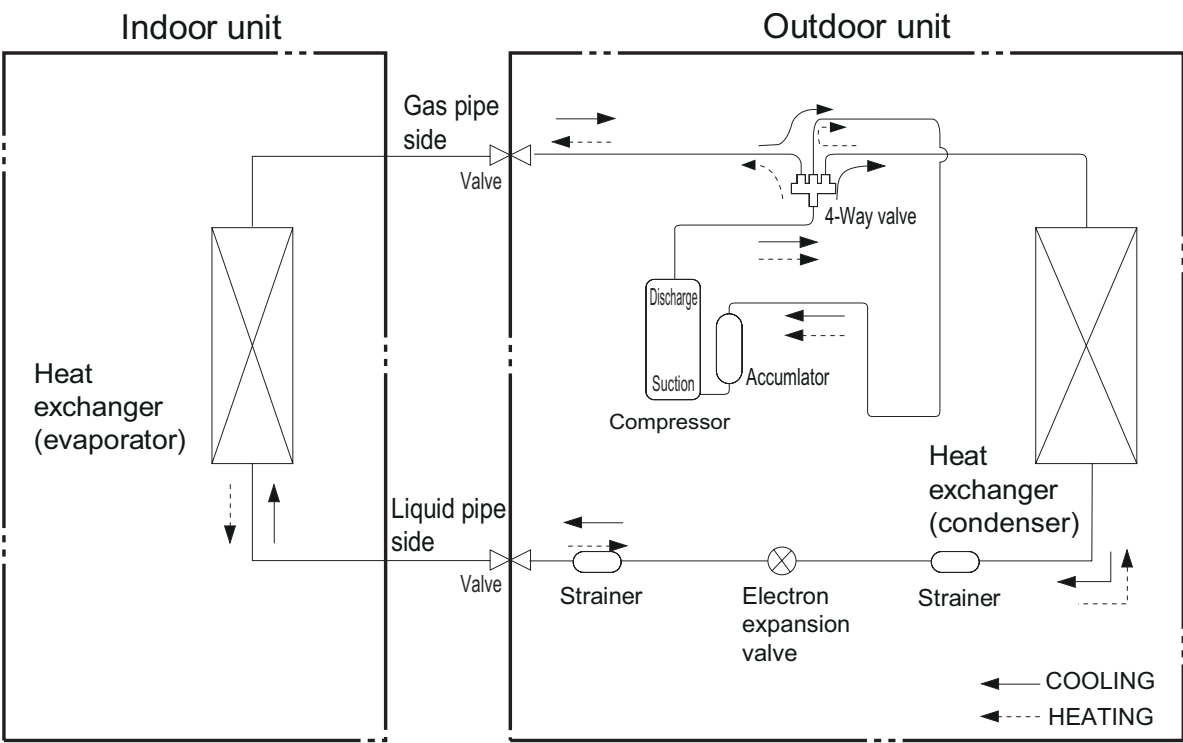 Indoor unit
Outdoor unit
Gas pipe
side
Valve
4-Way valve
Discharge
Suction
Accumlator
Compressor
Heat
exchanger
(evaporator)
Heat
exchanger
(condenser)
Liquid pipe
side
Valve
Strainer
Electron
expansion
valve
Strainer
COOLING
HEATING